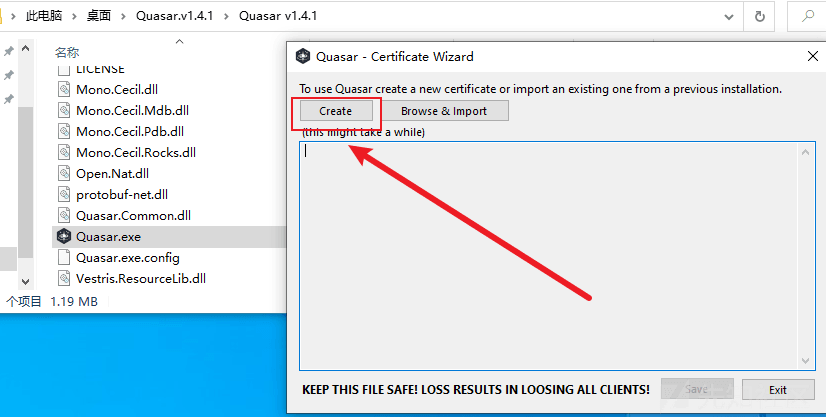 此电脑 > 桌面 > Quasar.v1.4.1 > Quasar v1.4.1
名称
LICENSE
Mono.Cecil.dll
Mono.Cecil.Mdb.dll
Mono.Cecil.Pdb.dll
Mono.Cecil.Rocks.dll
Open.Nat.dll
protobuf-net.dll
Quasar.Common.dll
Quasar.exe
Quasar.exe.config
Vestris.ResourceLib.dll
个项目 1.19 MB
Quasar - Certificate Wizard
To use Quasar create a new certificate or import an existing one from a previous installation.
Create Browse & Import
(this might take a while)
KEEP THIS FILE SAFE! LOSS RESULTS IN LOOSING ALL CLIENTS! Save Exit